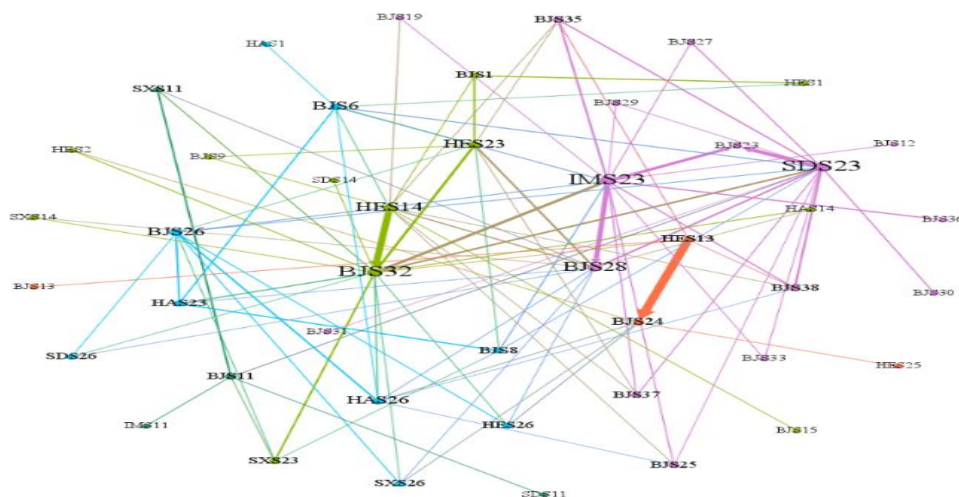 BJS19
BJS35
HAS1
BJS27
BJS1
HES1
SXS11
BJS6
BJS29
HES23
BJS23
BJS12
HES2
BJS9
SDS23
SDS14
IMS23
HES14
HAS14
SXS14
BJS36
BJS26
HES13
BJS32
BJS28
BJS13
BJS38
BJS30
HAS23
BJS24
BJS31
SDS26
BJS8
BJS33
HES25
BJS11
BJS37
HAS26
IMS11
HES26
BJS15
SXS23
BJS25
SXS26
SDS11